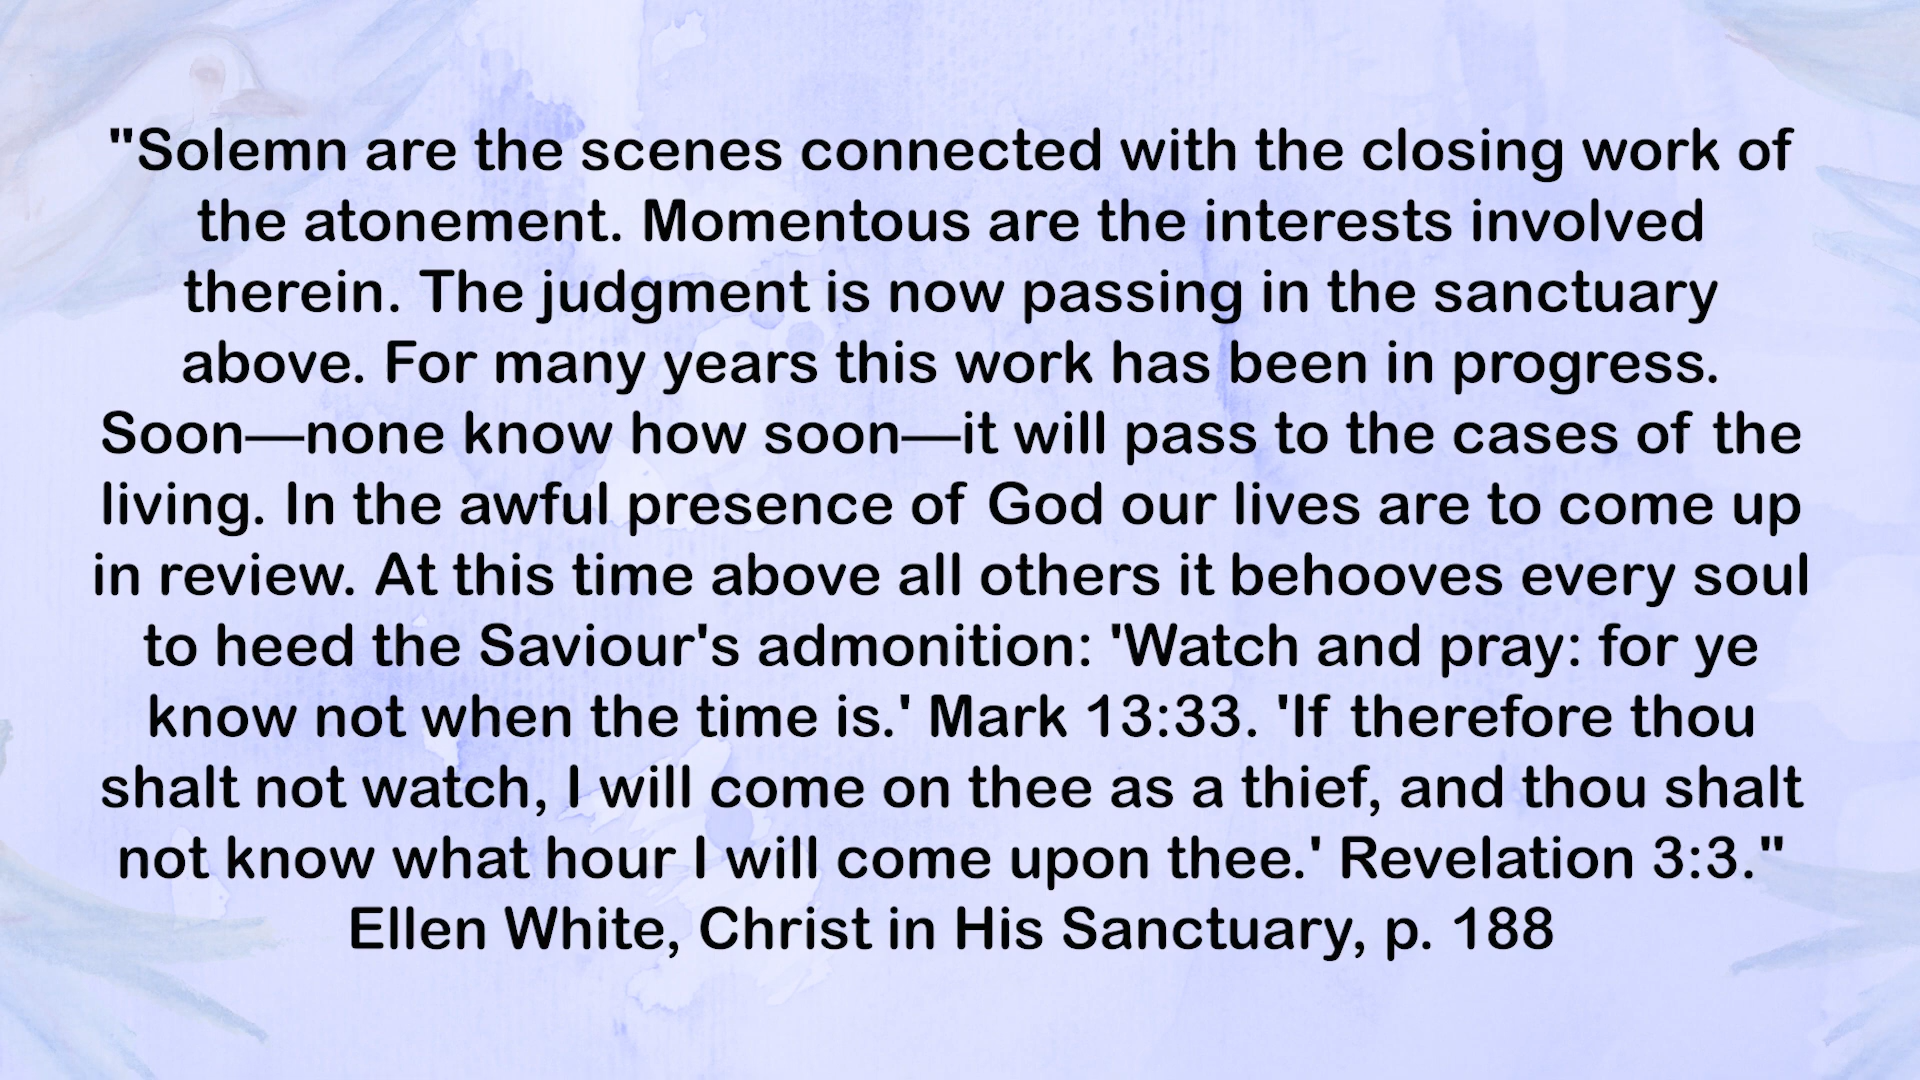 "Solemn are the scenes connected with the closing work of
the atonement. Momentous are the interests involved
therein. The judgment is now passing in the sanctuary
above. For many years this work has been in progress.
Soon—none know how soon—it will pass to the cases of the
living. In the awful presence of God our lives are to come up
in review. At this time above all others it behooves every soul
to heed the Saviour's admonition: 'Watch and pray: for ye
know not when the time is.' Mark 13:33. 'If therefore thou
shalt not watch, I will come on thee as a thief, and thou shalt
not know what hour I will come upon thee.' Revelation 3:3."
Ellen White, Christ in His Sanctuary, p. 188